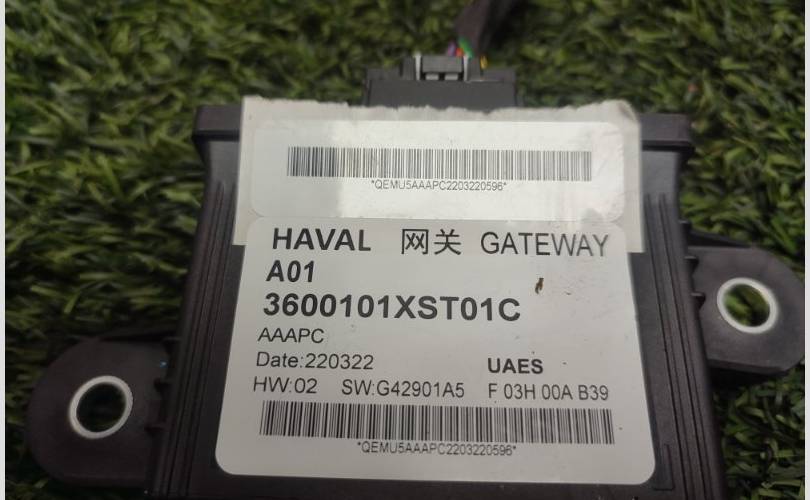 *QEMU5AAAPC2203220596*
HAVAL 网关 GATEWAY
A01
3600101XST01C
AAAPC
Date:220322 UAES
HW:02 SW:G42901A5 F 03H 00A B39
*QEMU5AAAPC2203220596*